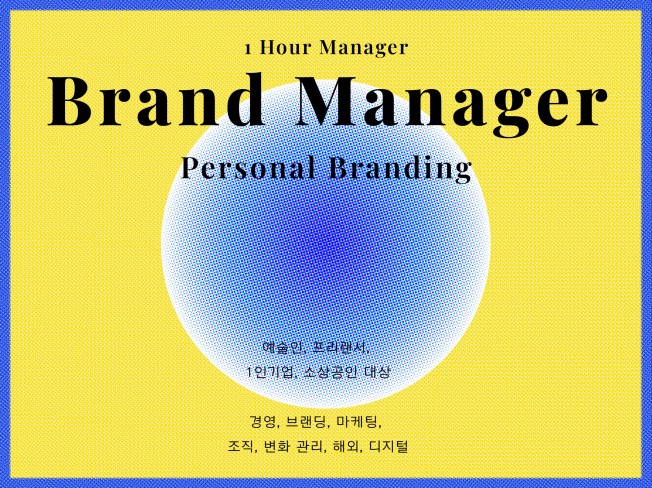 1 Hour Manager
Brand Manager
Personal Branding
예술인, 프리랜서,
1인기업, 소상공인 대상
경영, 브랜딩, 마케팅,
조직, 변화 관리, 해외, 디지털